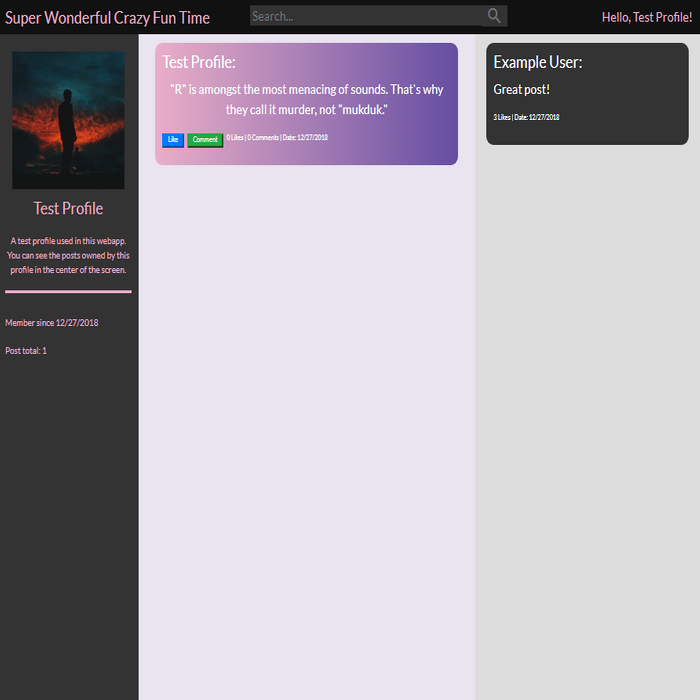 Super Wonderful Crazy Fun Time
Search...
Hello, Test Profile!
Test Profile
A test profile used in this webapp.
You can see the posts owned by this
profile in the center of the screen.
Member since 12/27/2018
Post total: 1
Test Profile:
"R" is amongst the most menacing of sounds. That's why
they call it murder, not "mukduk."
Like
Comment
0 Likes | 0 Comments | Date: 12/27/2018
Example User:
Great post!
3 Likes | Date: 12/27/2018